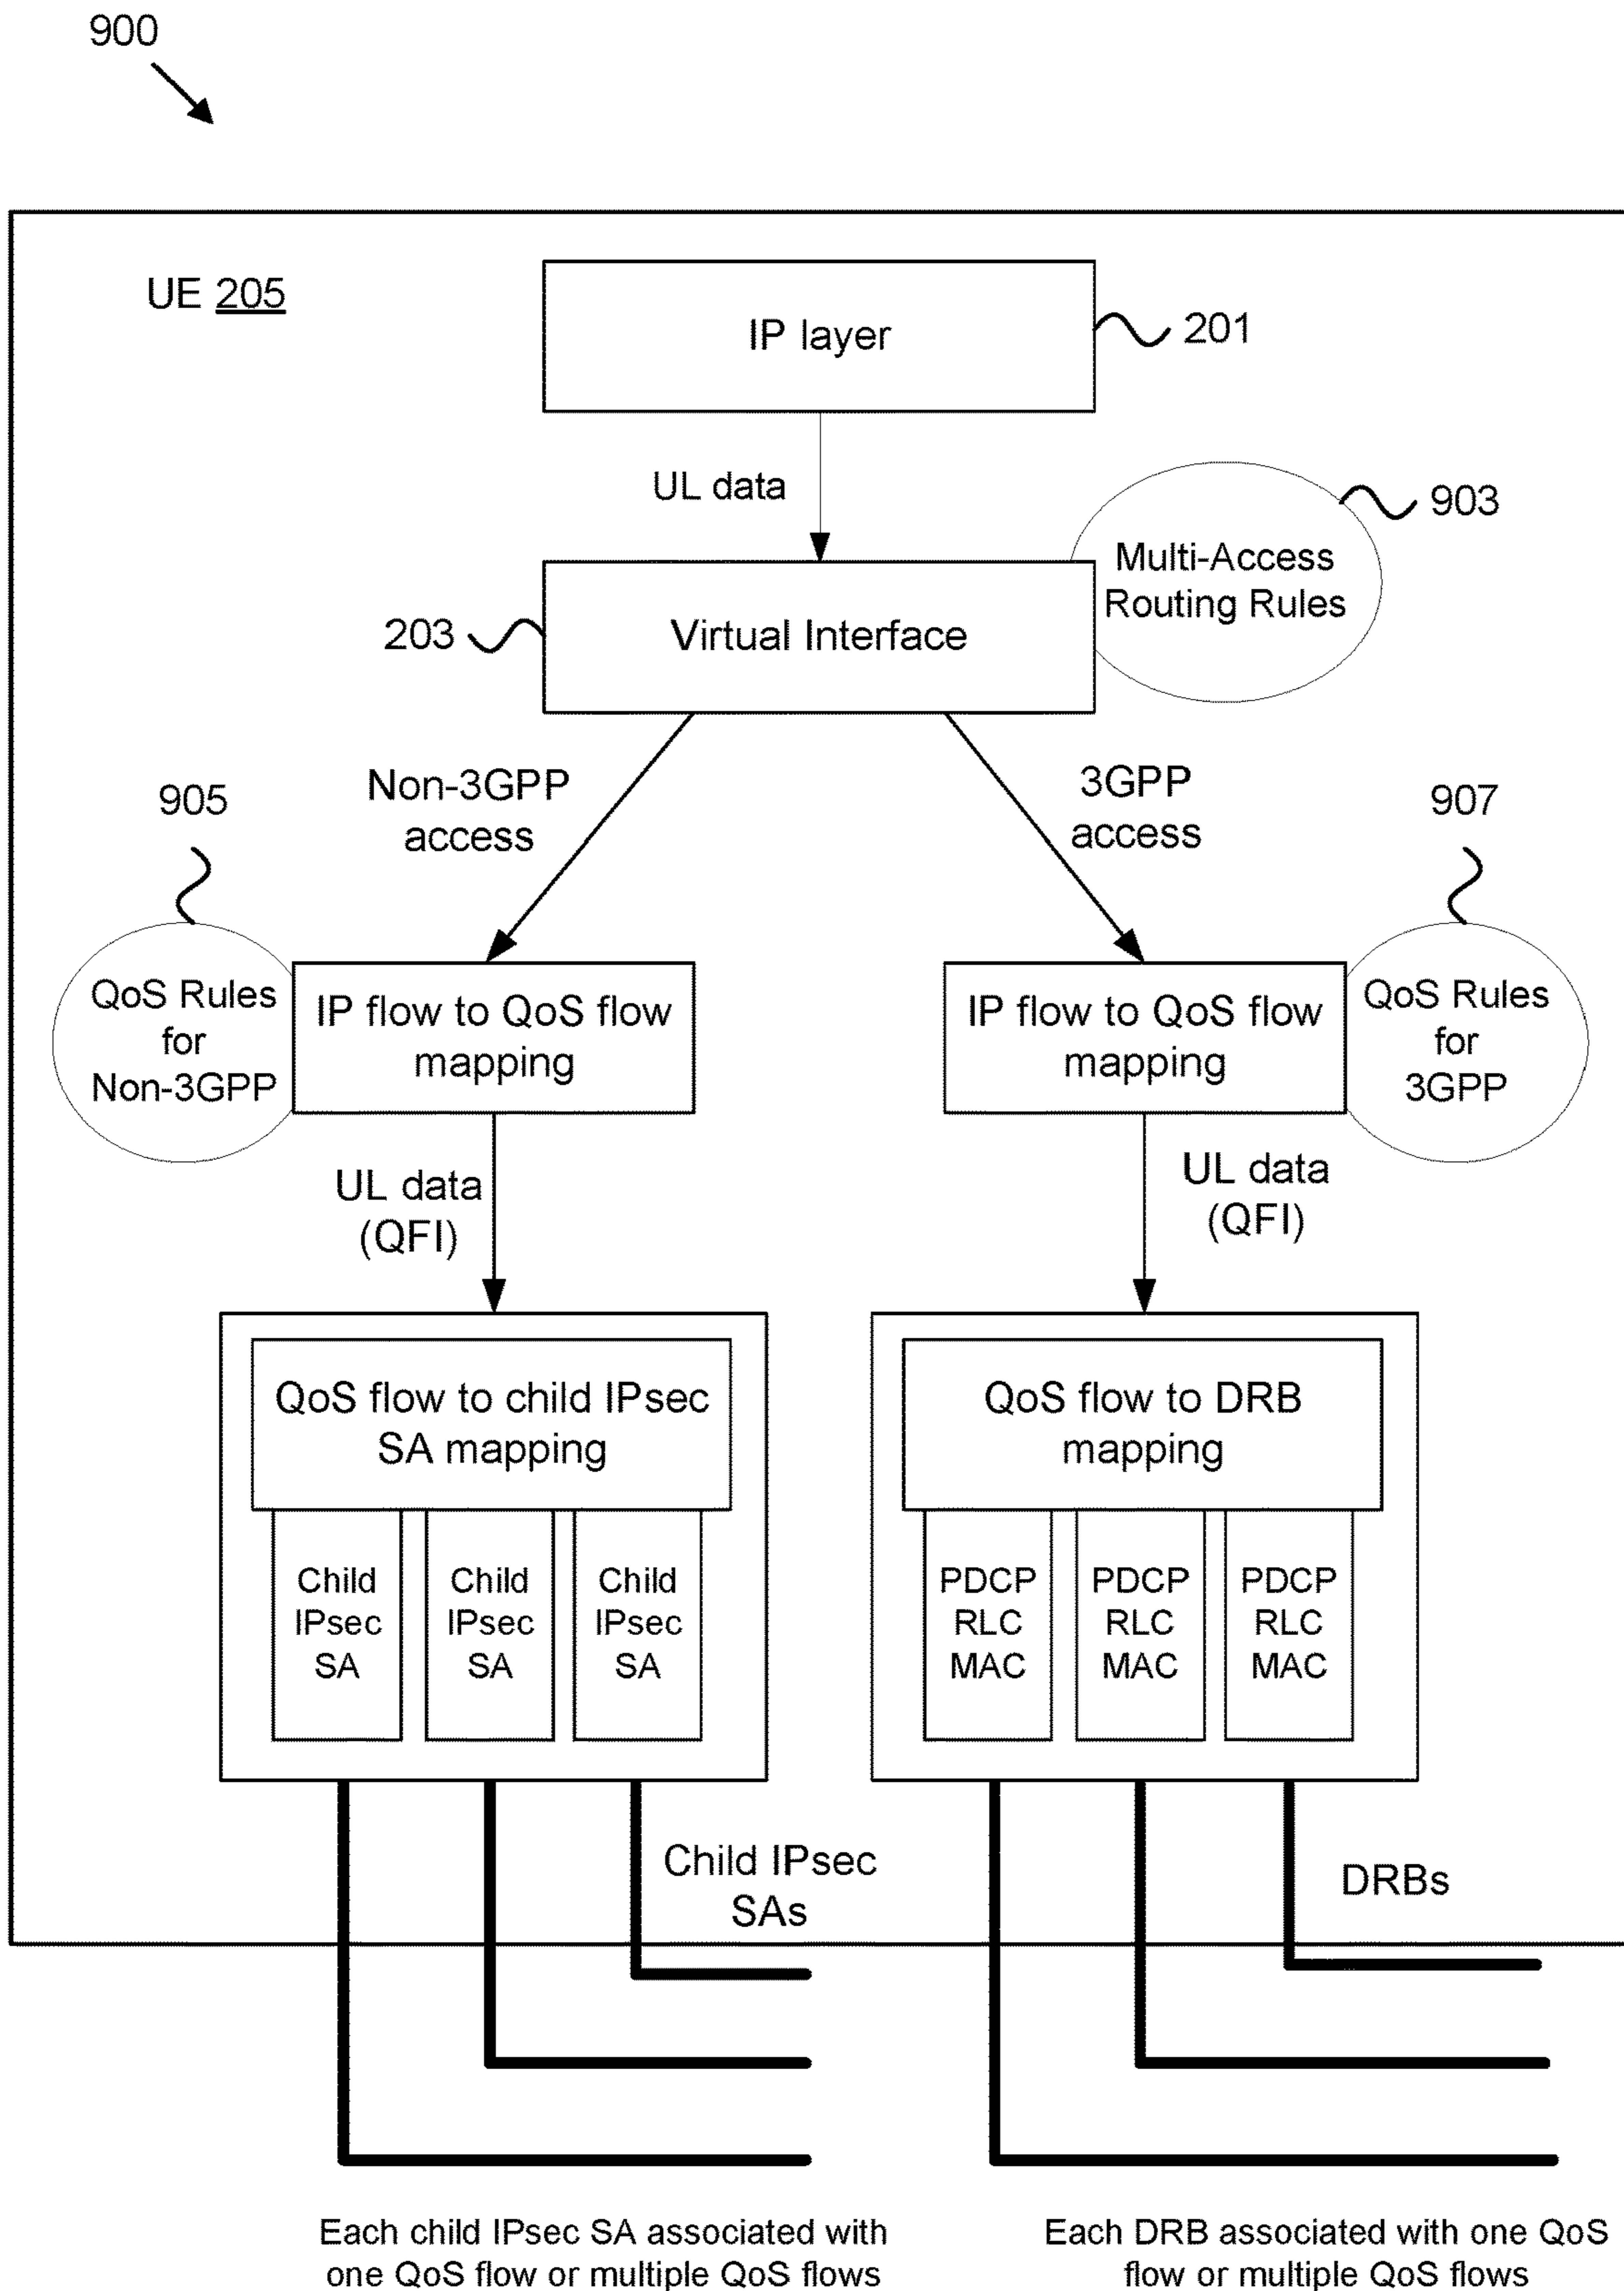 900
UE 205
IP layer
201
UL data
903
Multi-Access
Routing Rules
203
Virtual Interface
Non-3GPP
access
3GPP
access
905
907
QoS Rules
for
Non-3GPP
IP flow to QoS flow
mapping
IP flow to QoS flow
mapping
QoS Rules
for
3GPP
UL data
(QFI)
UL data
(QFI)
QoS flow to child IPsec
SA mapping
QoS flow to DRB
mapping
Child
IPsec
SA
Child
IPsec
SA
Child
IPsec
SA
PDCP
RLC
MAC
PDCP
RLC
MAC
PDCP
RLC
MAC
Child IPsec
SAs
DRBs
Each child IPsec SA associated with
one QoS flow or multiple QoS flows
Each DRB associated with one QoS
flow or multiple QoS flows